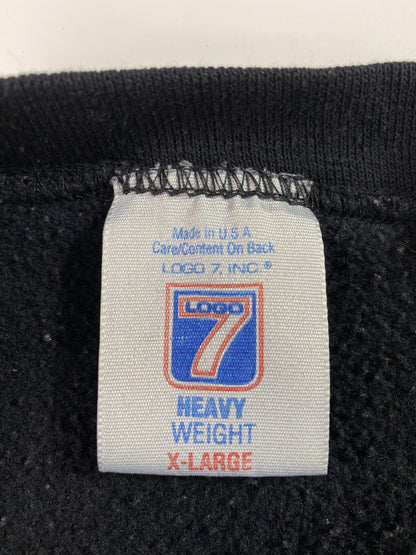 Made in U.S.A
Care/Content On Back
LOGO 7, INC.®
LOGO
7
HEAVY
WEIGHT
X-LARGE